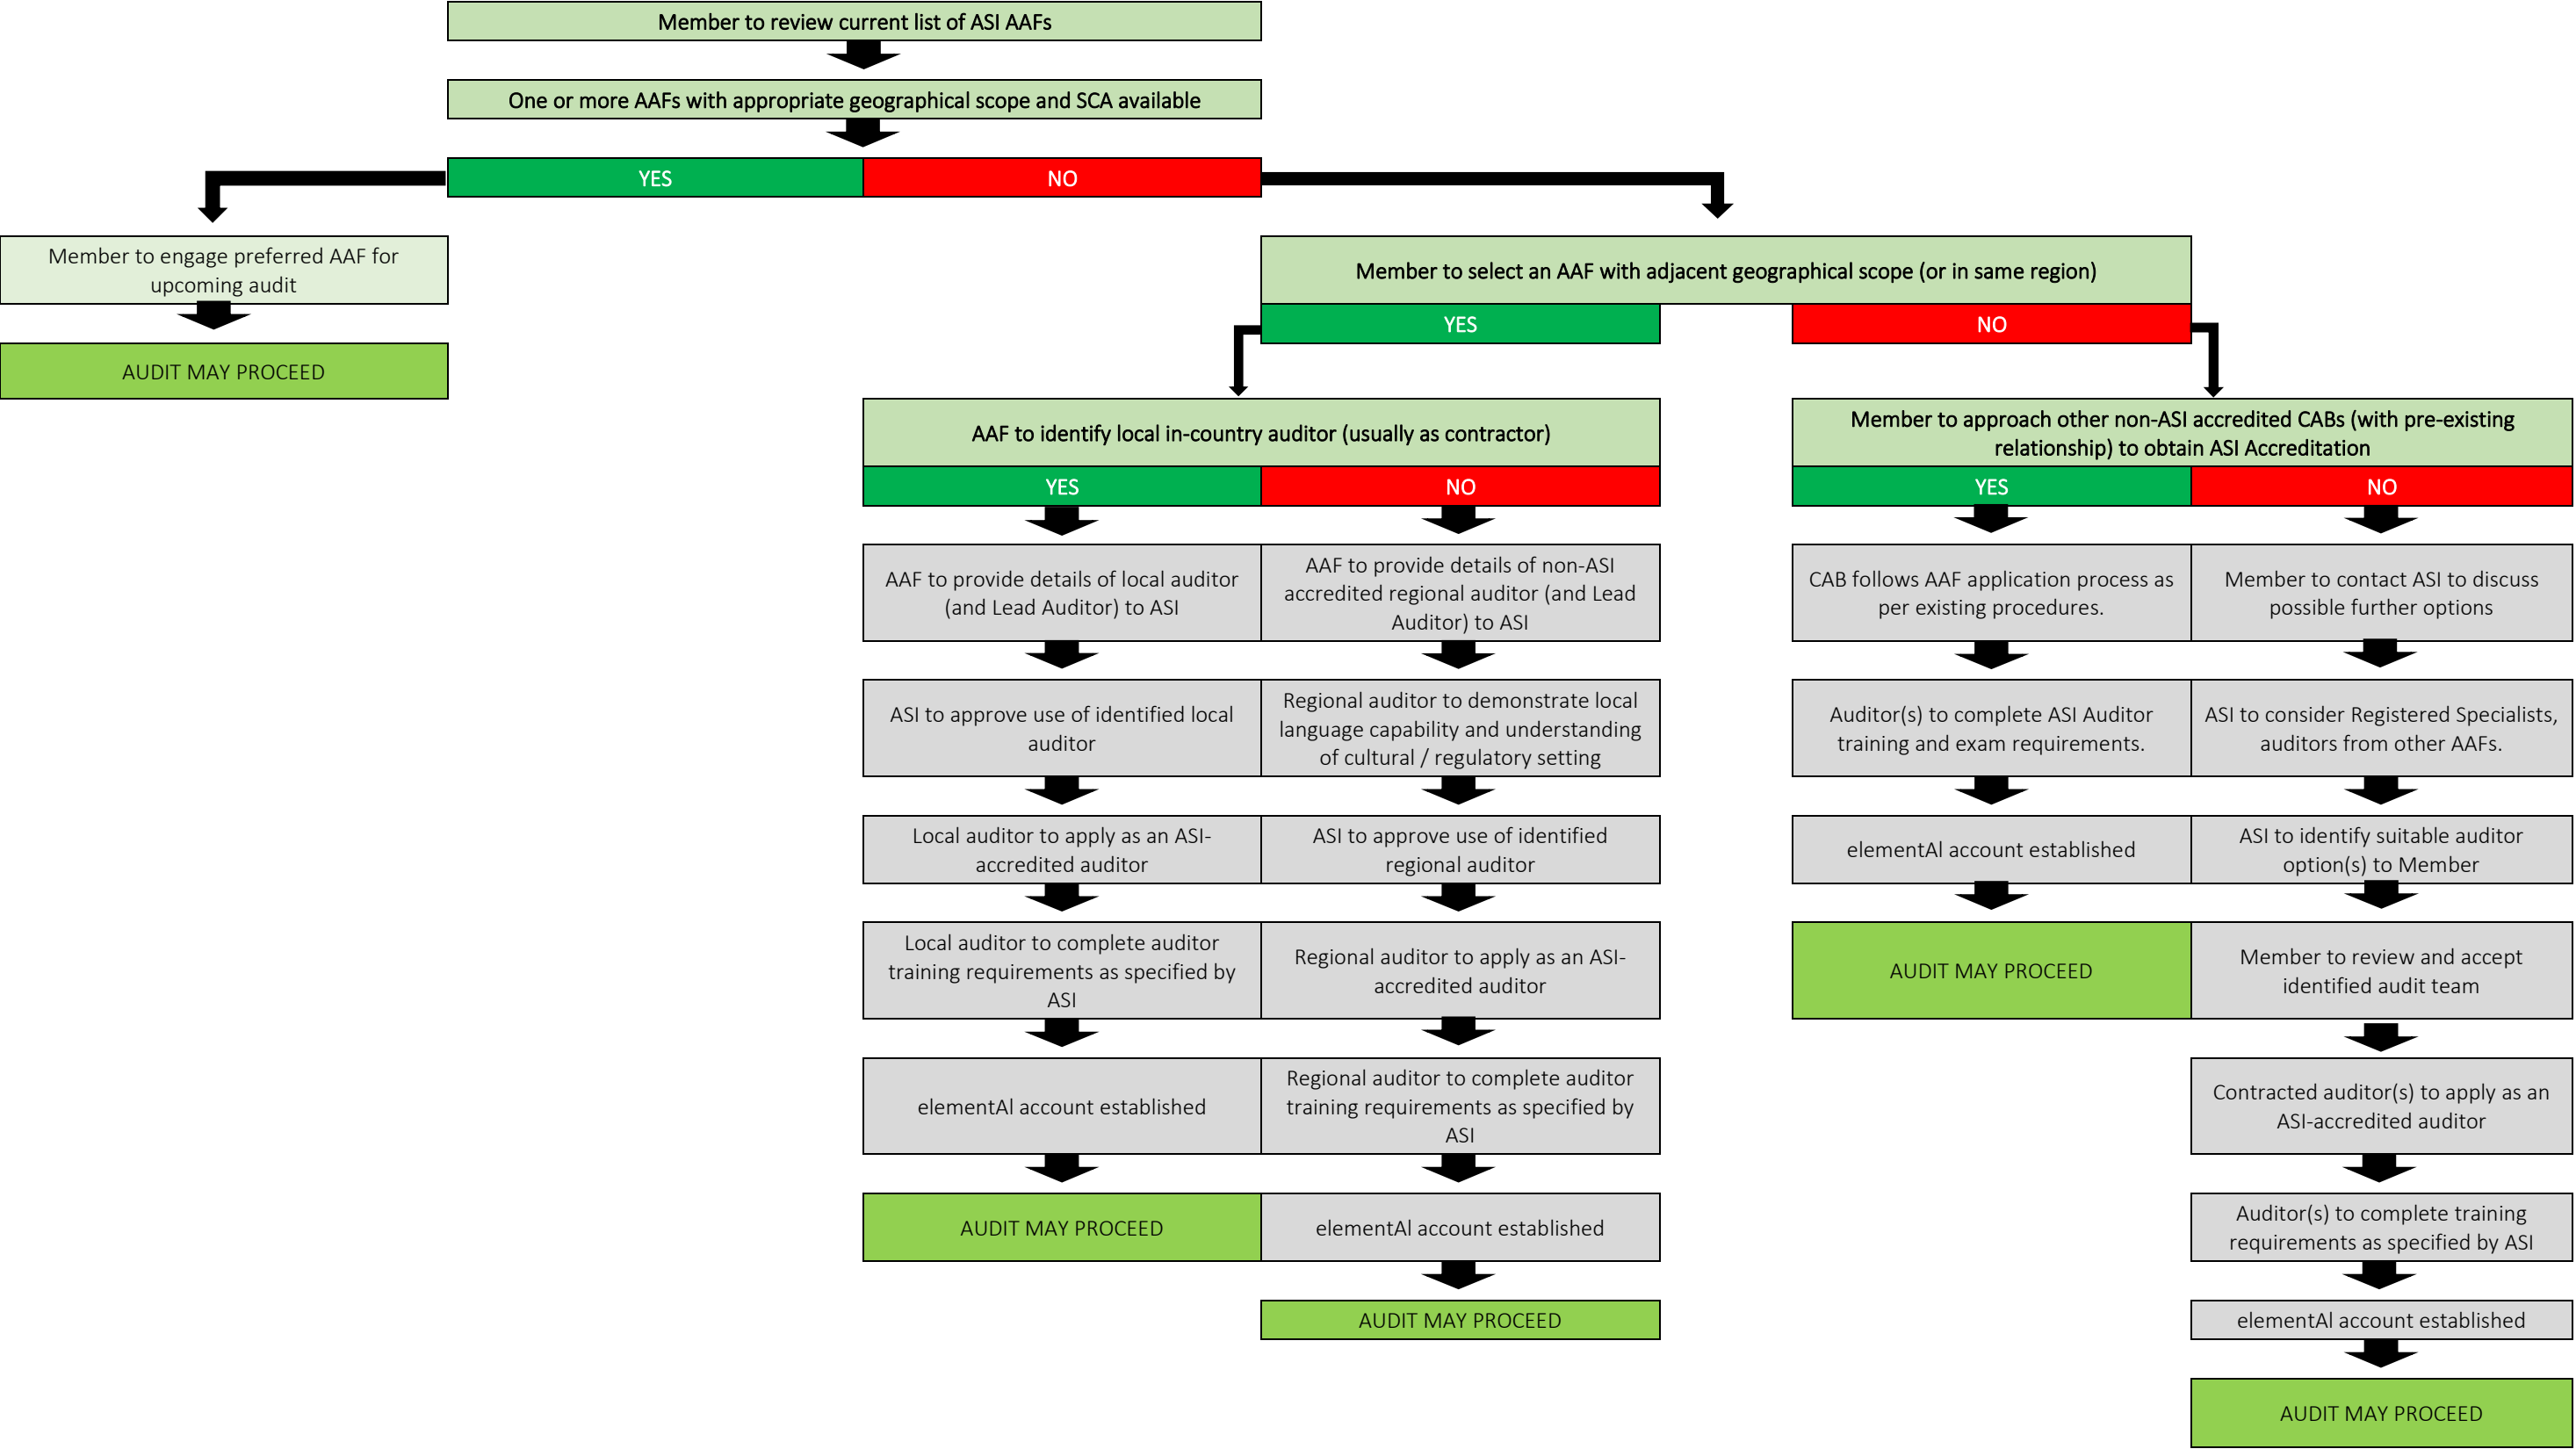 Member to review current list of ASI AAFs
One or more AAFs with appropriate geographical scope and SCA available
YES
NO
Member to engage preferred AAF for
upcoming audit
AUDIT MAY PROCEED
Member to select an AAF with adjacent geographical scope (or in same region)
YES
NO
AAF to identify local in-country auditor (usually as contractor)
YES
NO
AAF to provide details of local auditor
(and Lead Auditor) to ASI
ASI to approve use of identified local
auditor
Local auditor to apply as an ASI-
accredited auditor
Local auditor to complete auditor
training requirements as specified by
ASI
elementAl account established
AUDIT MAY PROCEED
AAF to provide details of non-ASI
accredited regional auditor (and Lead
Auditor) to ASI
Regional auditor to demonstrate local
language capability and understanding
of cultural / regulatory setting
ASI to approve use of identified
regional auditor
Regional auditor to apply as an ASI-
accredited auditor
Regional auditor to complete auditor
training requirements as specified by
ASI
elementAl account established
AUDIT MAY PROCEED
Member to approach other non-ASI accredited CABs (with pre-existing
relationship) to obtain ASI Accreditation
YES
NO
CAB follows AAF application process as
per existing procedures.
Auditor(s) to complete ASI Auditor
training and exam requirements.
elementAl account established
AUDIT MAY PROCEED
Member to contact ASI to discuss
possible further options
ASI to consider Registered Specialists,
auditors from other AAFs.
ASI to identify suitable auditor
option(s) to Member
Member to review and accept
identified audit team
Contracted auditor(s) to apply as an
ASI-accredited auditor
Auditor(s) to complete training
requirements as specified by ASI
elementAl account established
AUDIT MAY PROCEED